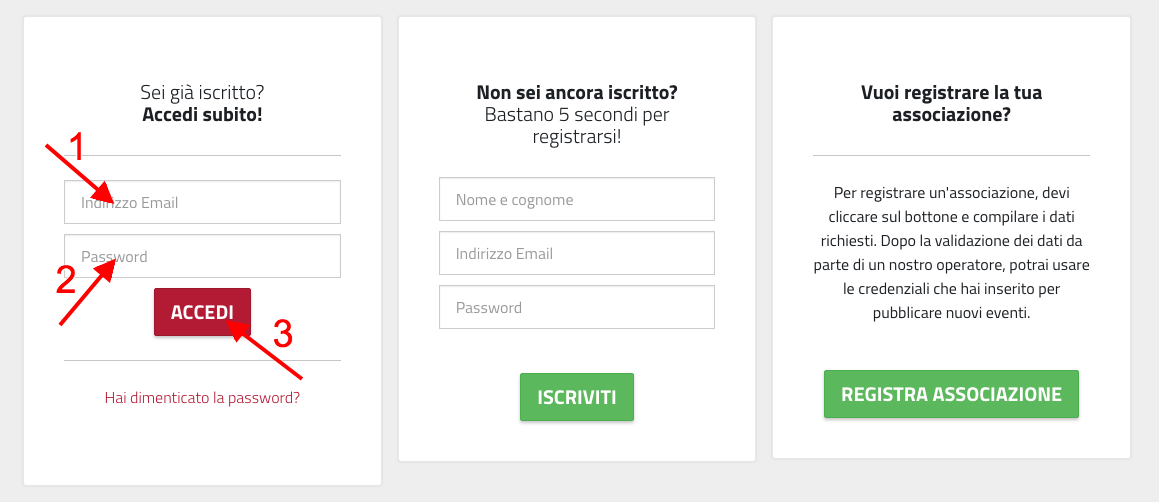 Sei già iscritto?
Accedi subito!
1
Indirizzo Email
Password
2
ACCEDI
3
Hai dimenticato la password?
Non sei ancora iscritto?
Bastano 5 secondi per
registrarsi!
Nome e cognome
Indirizzo Email
Password
ISCRIVITI
Vuoi registrare la tua
associazione?
Per registrare un'associazione, devi
cliccare sul bottone e compilare i dati
richiesti. Dopo la validazione dei dati da
parte di un nostro operatore, potrai usare
le credenziali che hai inserito per
pubblicare nuovi eventi.
REGISTRA ASSOCIAZIONE